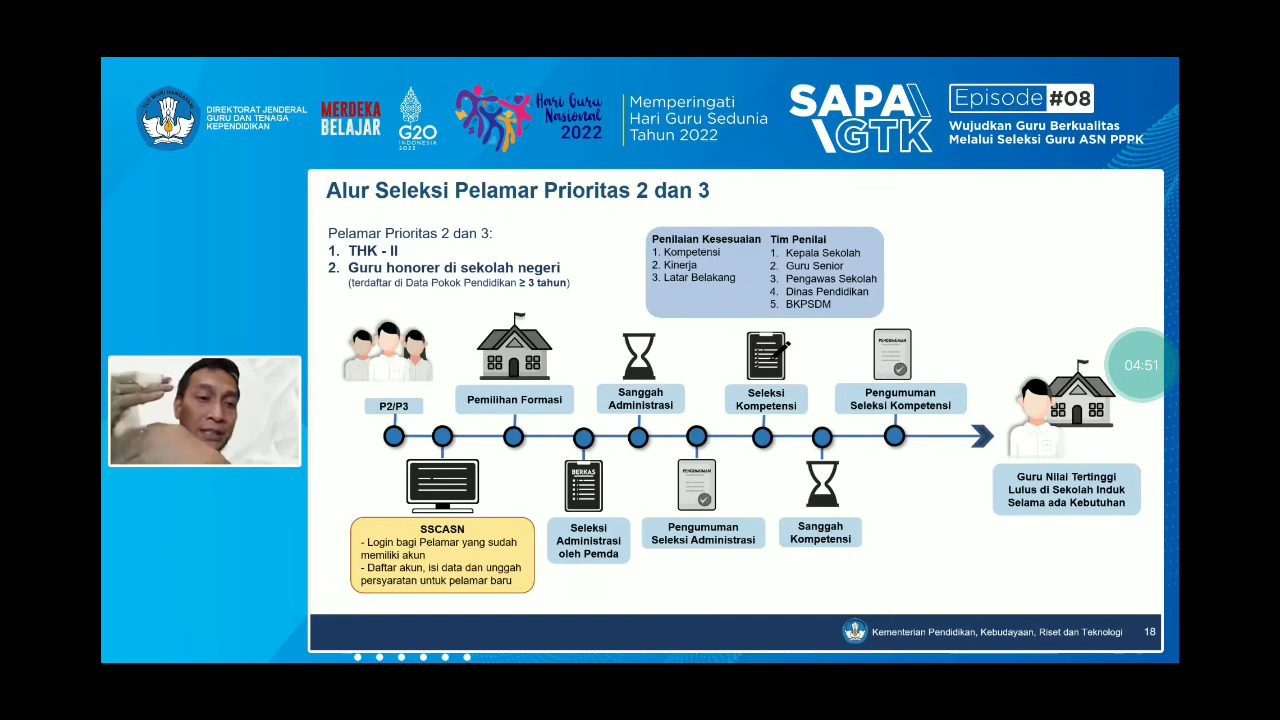 TUT WURI HANDAYANI
DIREKTORAT JENDERAL
GURU DAN TENAGA
KEPENDIDIKAN
MERDEKA
BELAJAR
G20
INDONESIA
2022
Hari Guru
Nasional
2022
Memperingati
Hari Guru Sedunia
Tahun 2022
SAPA
GTK
Episode #08
Wujudkan Guru Berkualitas
Melalui Seleksi Guru ASN PPPK
Alur Seleksi Pelamar Prioritas 2 dan 3
Pelamar Prioritas 2 dan 3:
1. THK - II
2. Guru honorer di sekolah negeri
(terdaftar di Data Pokok Pendidikan ≥ 3 tahun)
Penilaian Kesesuaian
1. Kompetensi
2. Kinerja
3. Latar Belakang
Tim Penilai
1. Kepala Sekolah
2. Guru Senior
3. Pengawas Sekolah
4. Dinas Pendidikan
5. BKPSDM
04:51
P2/P3
Pemilihan Formasi
Sanggah
Administrasi
Seleksi
Kompetensi
PENGUMUMAN
Pengumuman
Seleksi Kompetensi
SSCASN
- Login bagi Pelamar yang sudah
memiliki akun
- Daftar akun, isi data dan unggah
persyaratan untuk pelamar baru
BERKAS
Seleksi
Administrasi
oleh Pemda
PENGUMUMAN
Pengumuman
Seleksi Administrasi
Sanggah
Kompetensi
Guru Nilai Tertinggi
Lulus di Sekolah Induk
Selama ada Kebutuhan
Kementerian Pendidikan, Kebudayaan, Riset dan Teknologi
18